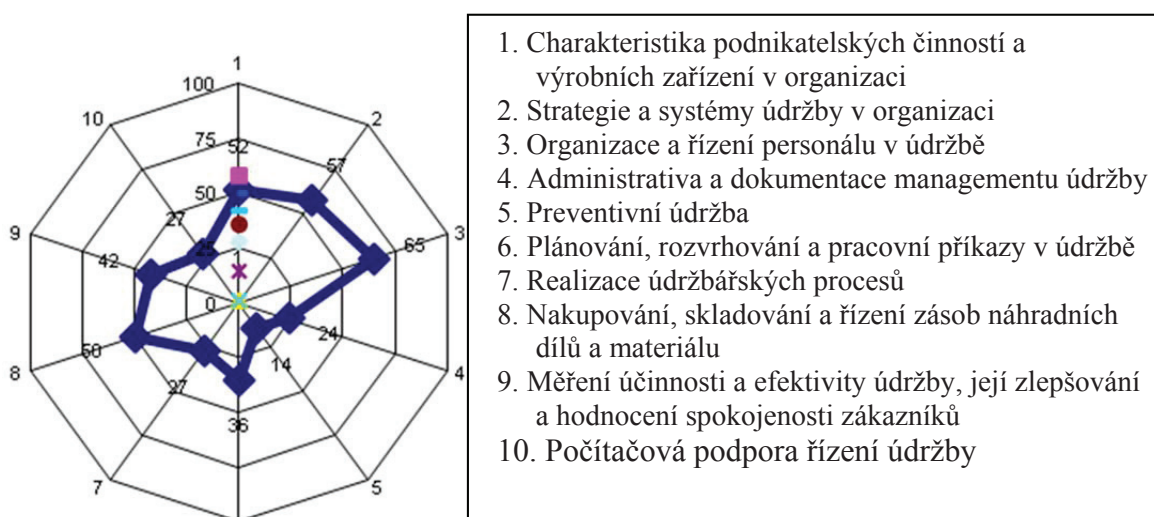 1
100
10
2
75
52
57
50
27
9
65
3
42
25
1
0
50
24
8
4
14
27
36
7
5
1. Charakteristika podnikatelských činností a
výrobních zařízení v organizaci
2. Strategie a systémy údržby v organizaci
3. Organizace a řízení personálu v údržbě
4. Administrativa a dokumentace managementu údržby
5. Preventivní údržba
6. Plánování, rozvrhování a pracovní příkazy v údržbě
7. Realizace údržbářských procesů
8. Nakupování, skladování a řízení zásob náhradních
dílů a materiálu
9. Měření účinnosti a efektivity údržby, její zlepšování
a hodnocení spokojenosti zákazníků
10. Počítačová podpora řízení údržby